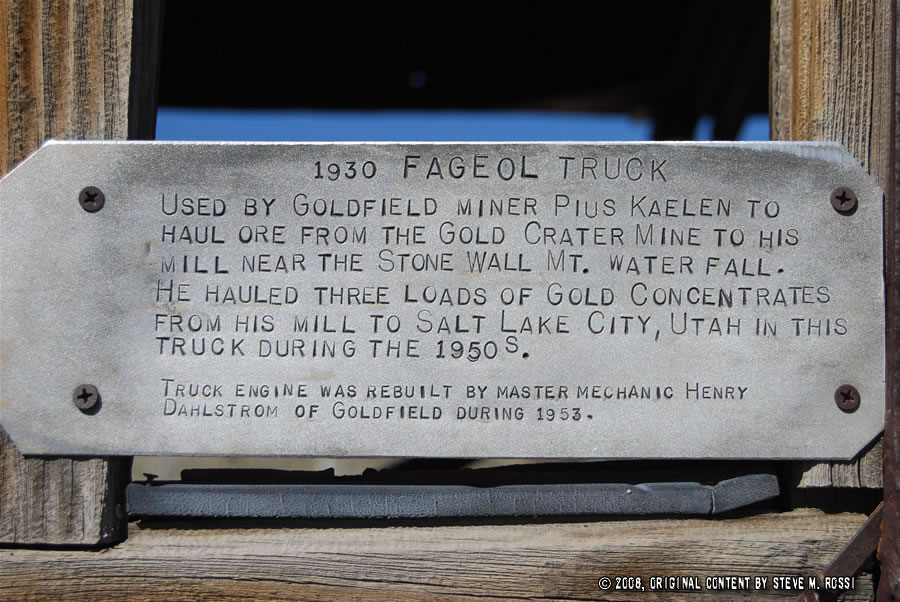 1930 FAGEOL TRUCK
USED BY GOLDFIELD MINER PIUS KAELEN TO
HAUL ORE FROM THE GOLD CRATER MINE TO HIS
MILL NEAR THE STONE WALL MT. WATER FALL.
HE HAULED THREE LOADS OF GOLD CONCENTRATES
FROM HIS MILL TO SALT LAKE CITY, UTAH IN THIS
TRUCK DURING THE 1950S.
TRUCK ENGINE WAS REBUILT BY MASTER MECHANIC HENRY
DAHLSTROM OF GOLDFIELD DURING 1953.
© 2008, ORIGINAL CONTENT BY STEVE M. ROSSI